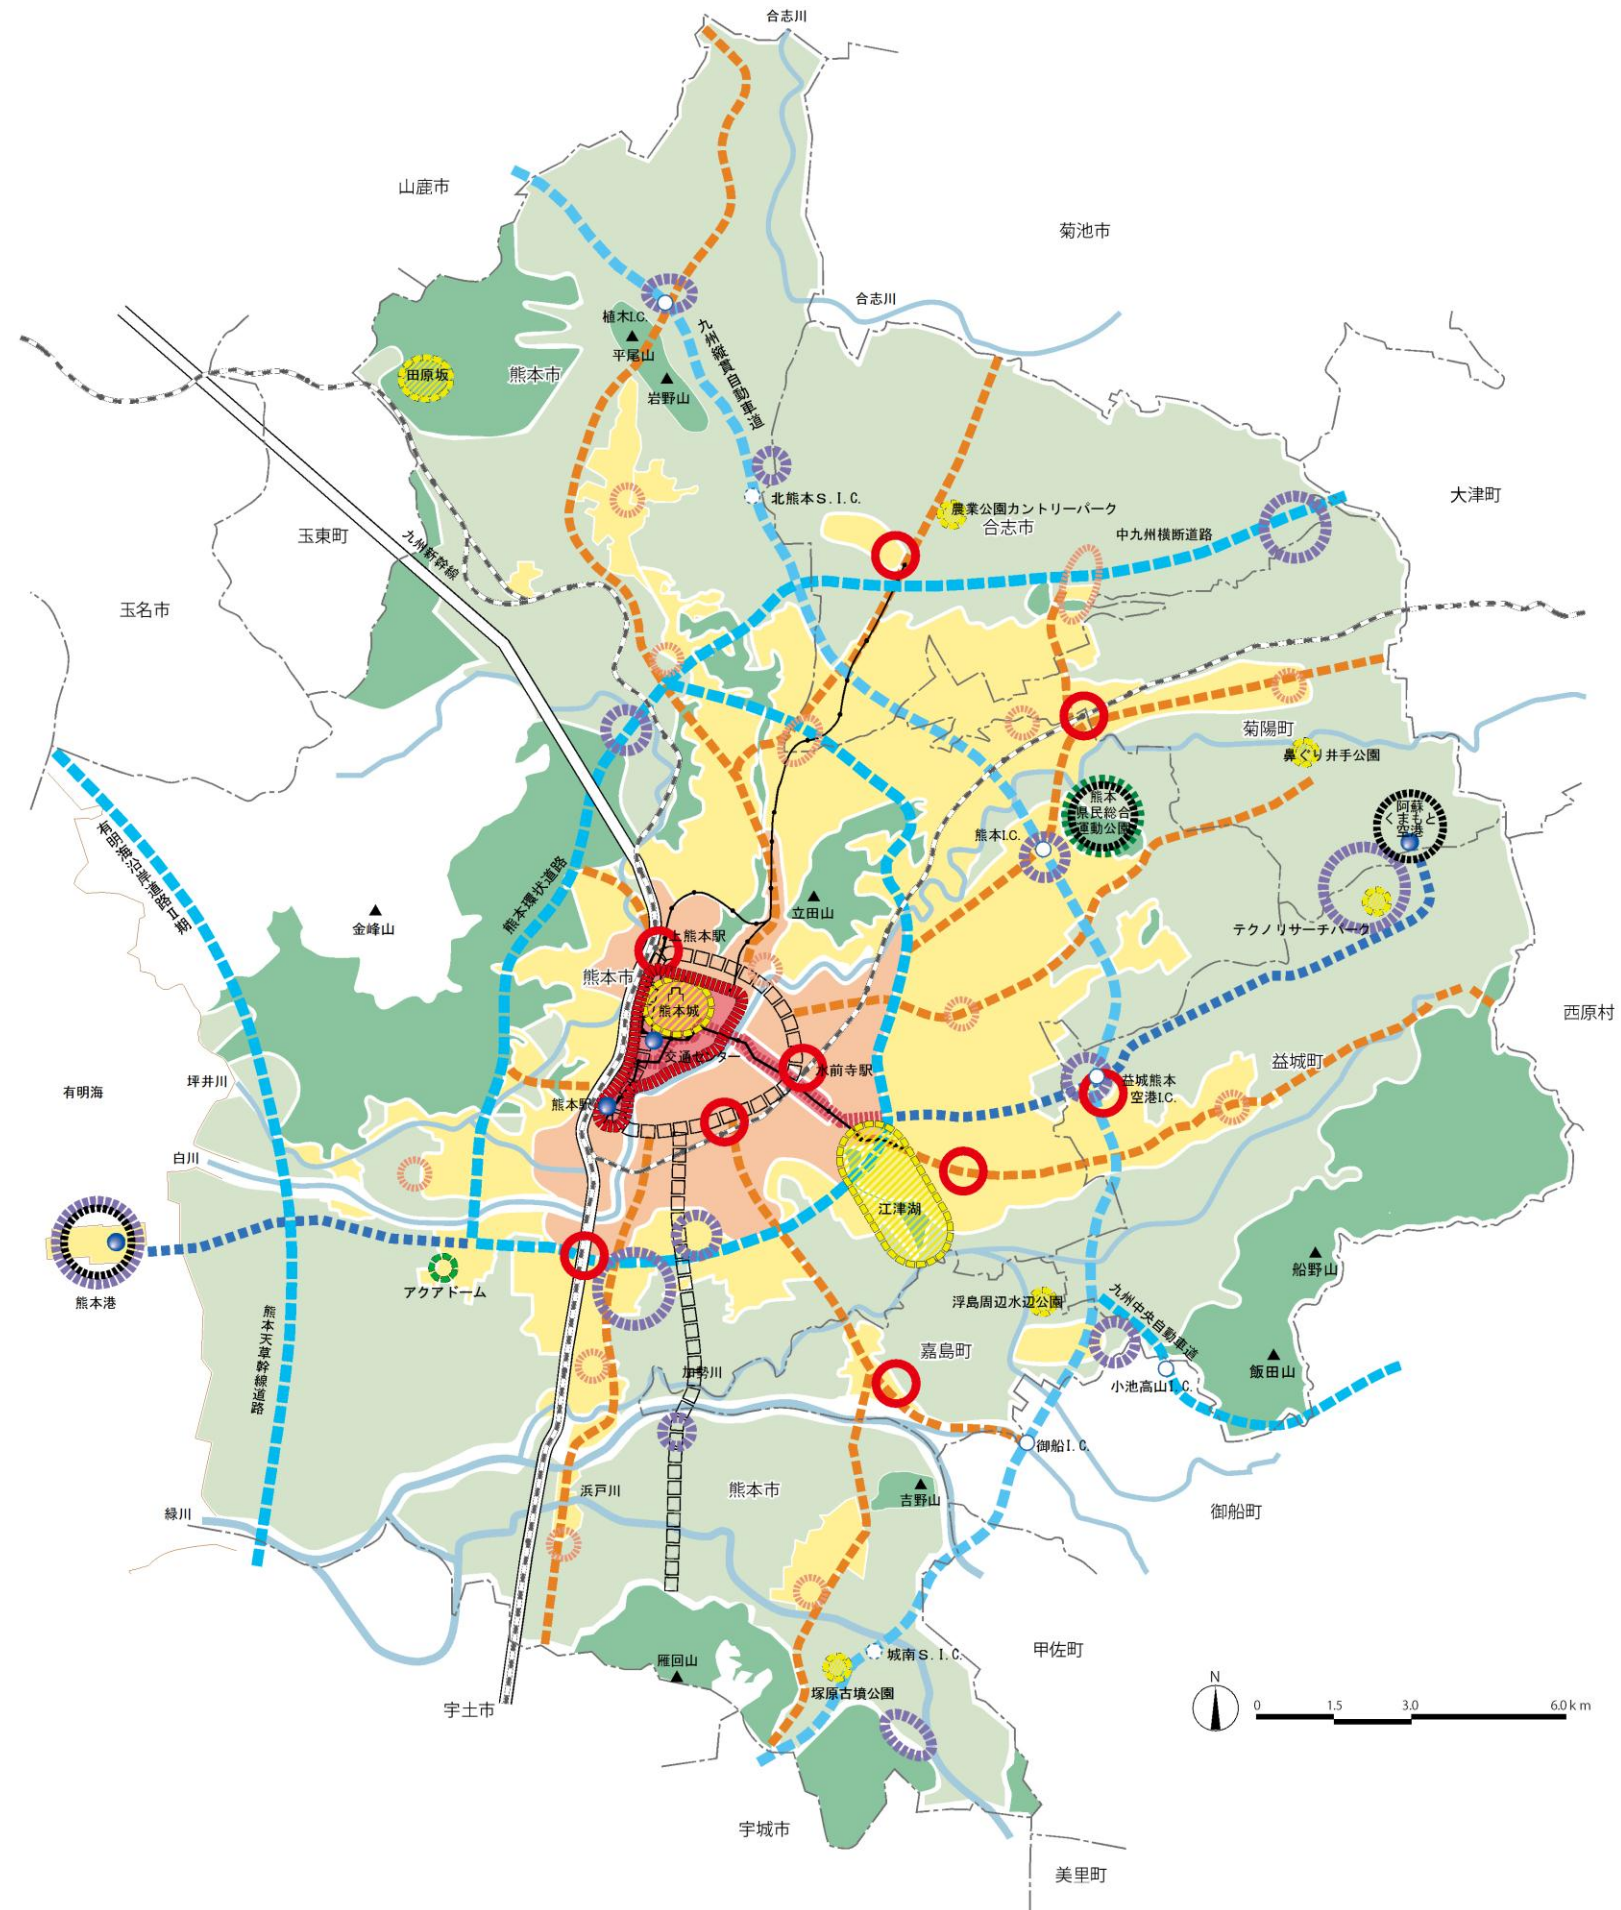 合志川
山鹿市
菊池市
合志川
植木I.C.
平尾山
九州縦貫自動車道
田原坂
熊本市
岩野山
大津町
北熊本S.I.C.
農業公園カントリーパーク
合志市
中九州横断道路
玉東町
九州新幹線
玉名市
菊陽町
鼻ぐり井手公園
熊本
県民総合
運動公園
阿蘇
くまもと
空港
熊本I.C.
有明海沿岸道路Ⅱ期
熊本環状道路
金峰山
立田山
テクノリサーチパーク
上熊本駅
熊本市
熊本城
西原村
交通センター
水前寺駅
益城町
益城熊本
空港I.C.
坪井川
有明海
熊本駅
白川
江津湖
船野山
熊本港
アクアドーム
浮島周辺水辺公園
九州中央自動車道
熊本天草幹線道路
嘉島町
加勢川
飯田山
小池高山I.C.
御船I.C.
熊本市
浜戸川
吉野山
御船町
緑川
雁回山
城南S.I.C.
甲佐町
塚原古墳公園
宇土市
N
0 1.5 3.0 6.0km
宇城市
美里町